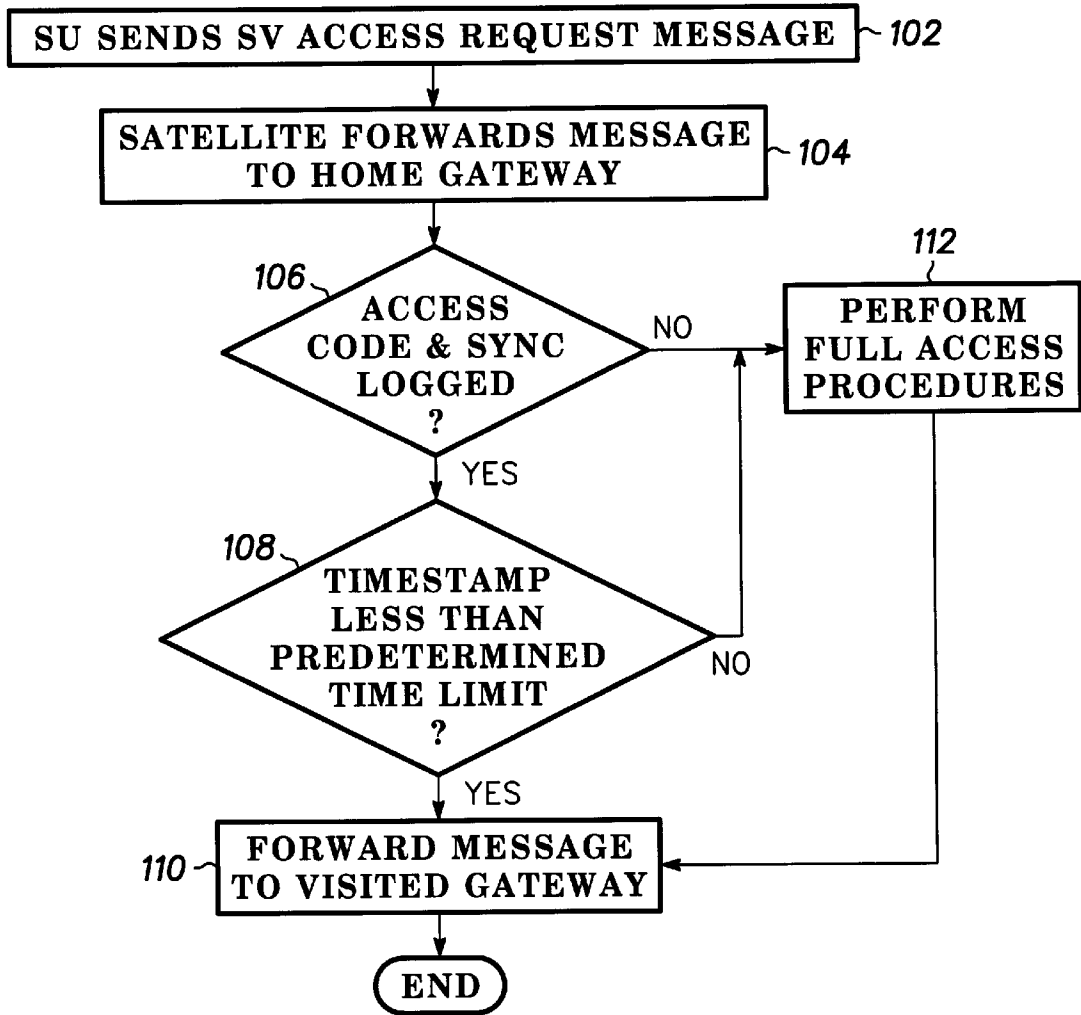 SU SENDS SV ACCESS REQUEST MESSAGE
102
SATELLITE FORWARDS MESSAGE
TO HOME GATEWAY
104
106
ACCESS
CODE & SYNC
LOGGED
?
NO
YES
112
PERFORM
FULL ACCESS
PROCEDURES
108
TIMESTAMP
LESS THAN
PREDETERMINED
TIME LIMIT
?
NO
YES
110
FORWARD MESSAGE
TO VISITED GATEWAY
END